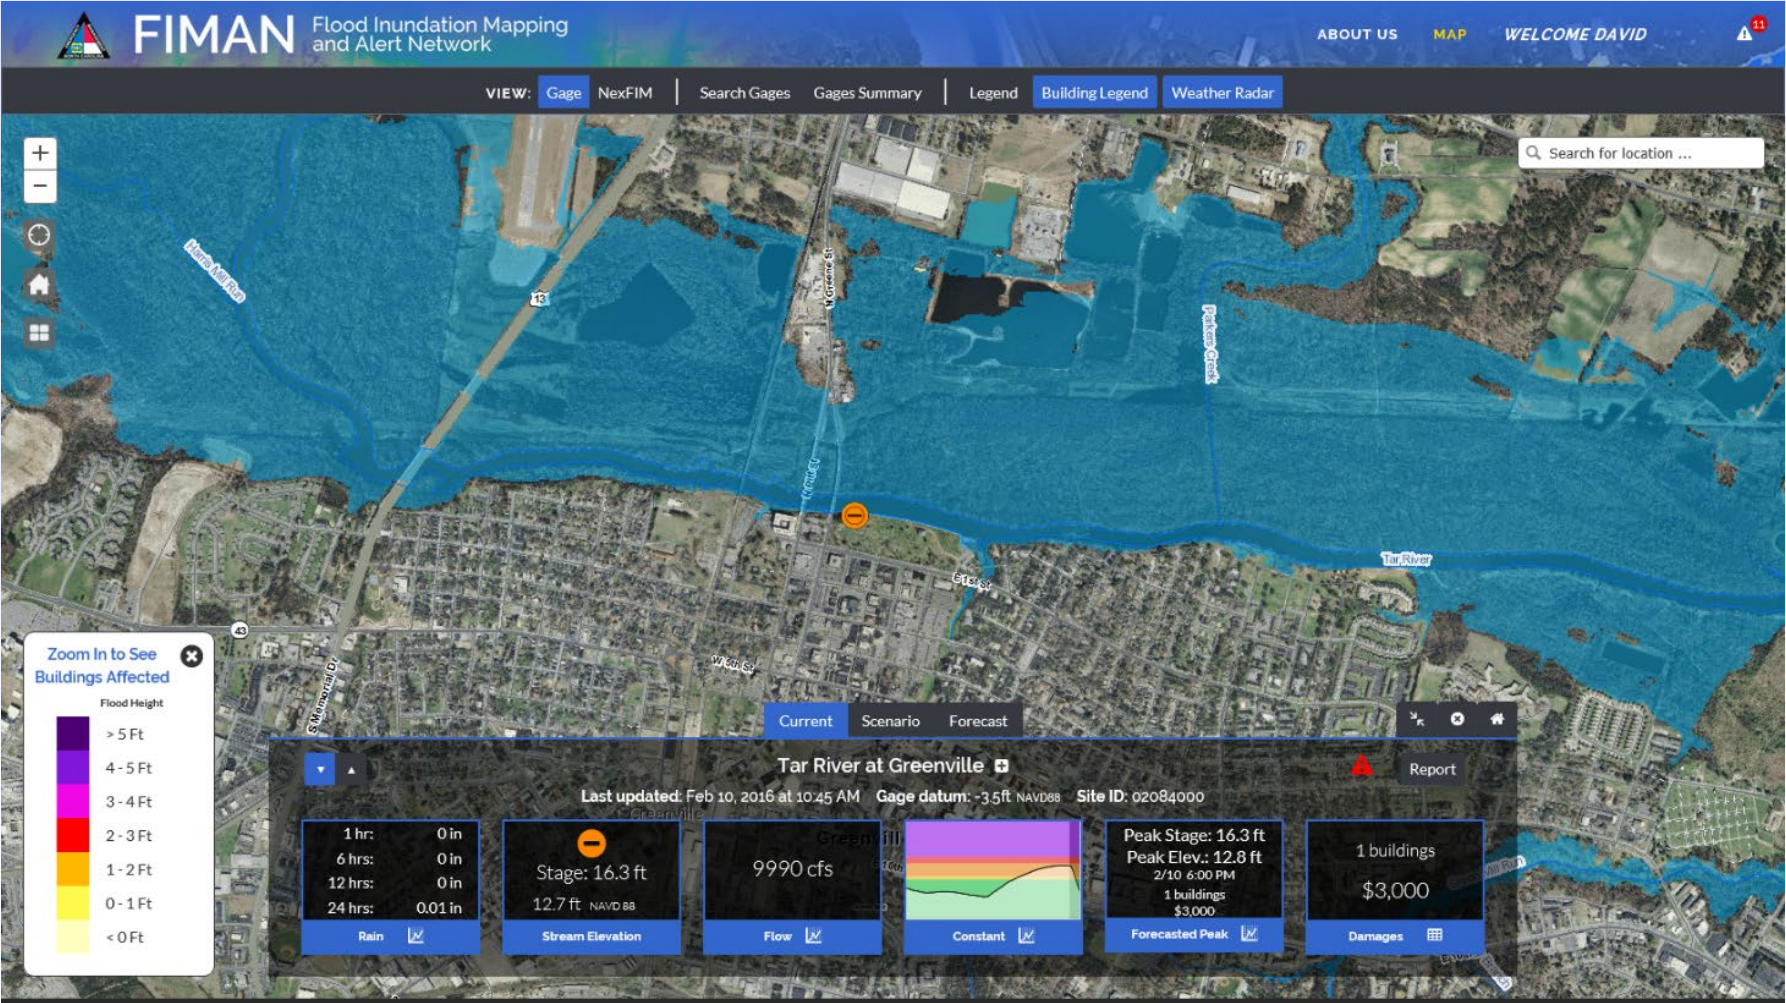 FIMAN
Flood Inundation Mapping
and Alert Network
ABOUT US
MAP
WELCOME DAVID
11
VIEW:
Gage
NexFIM
Search Gages
Gages Summary
Legend
Building Legend
Weather Radar
+
−
Search for location ...
Harris Mill Run
13
N Greene St
Parkers Creek
N Pitt St
Tar River
E 1st St
43
W 5th St
S Memorial Dr
Zoom In to See
Buildings Affected
Flood Height
> 5 Ft
4 - 5 Ft
3 - 4 Ft
2 - 3 Ft
1 - 2 Ft
0 - 1 Ft
< 0 Ft
Current
Scenario
Forecast
Tar River at Greenville
Report
Last updated: Feb 10, 2016 at 10:45 AM Gage datum: -3.5ft NAVD88 Site ID: 02084000
Greenville
1 hr: 0 in
6 hrs: 0 in
12 hrs: 0 in
24 hrs: 0.01 in
Rain
Stage: 16.3 ft
12.7 ft NAVD 88
Stream Elevation
9990 cfs
Flow
Constant
Peak Stage: 16.3 ft
Peak Elev.: 12.8 ft
2/10 6:00 PM
1 buildings
$3,000
Forecasted Peak
1 buildings
$3,000
Damages